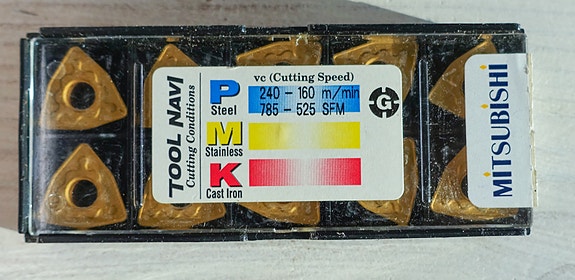 TOOL NAVI
Cutting Conditions
vc (Cutting Speed)
P 240 - 160 m/min
Steel 785 - 525 SFM
M
Stainless
K
Cast Iron
G
MITSUBISHI